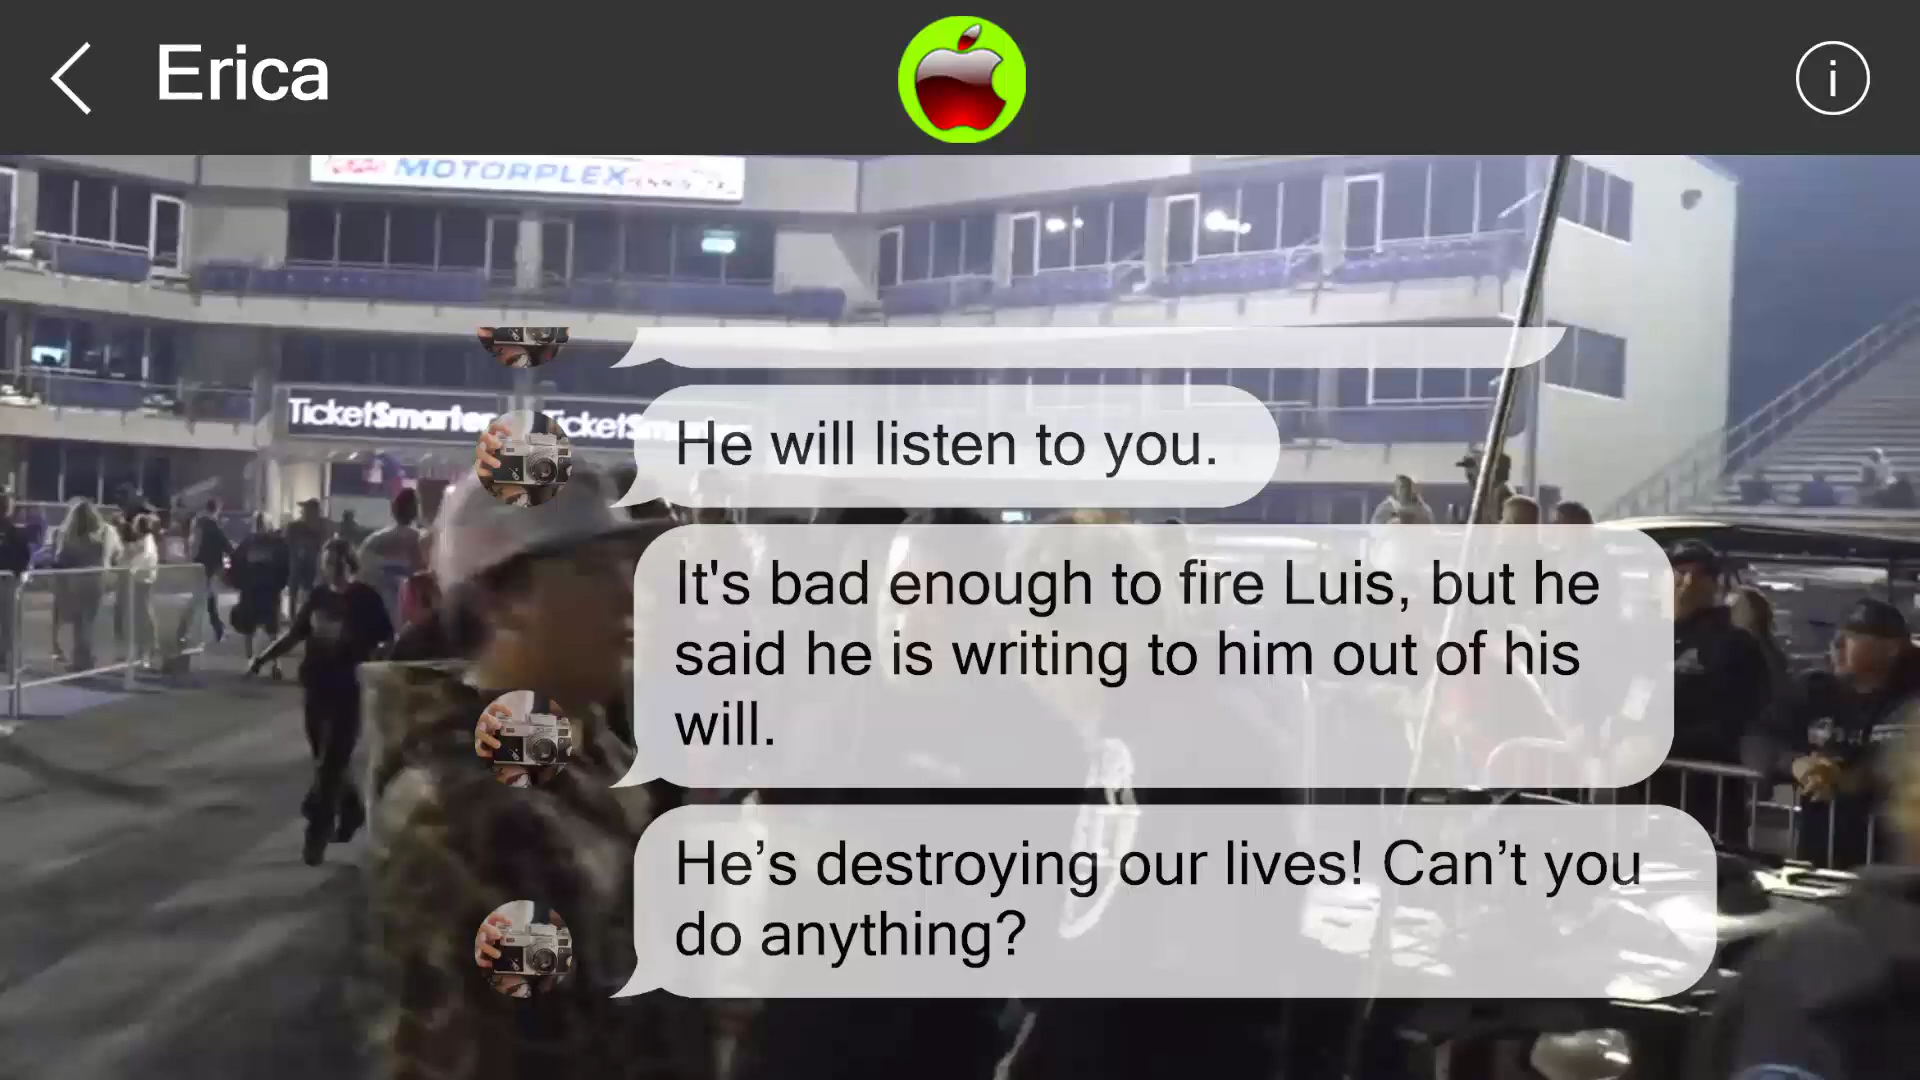 Erica
i
MOTORPLEX
TicketSmarter
He will listen to you.
It's bad enough to fire Luis, but he
said he is writing to him out of his
will.
He’s destroying our lives! Can’t you
do anything?